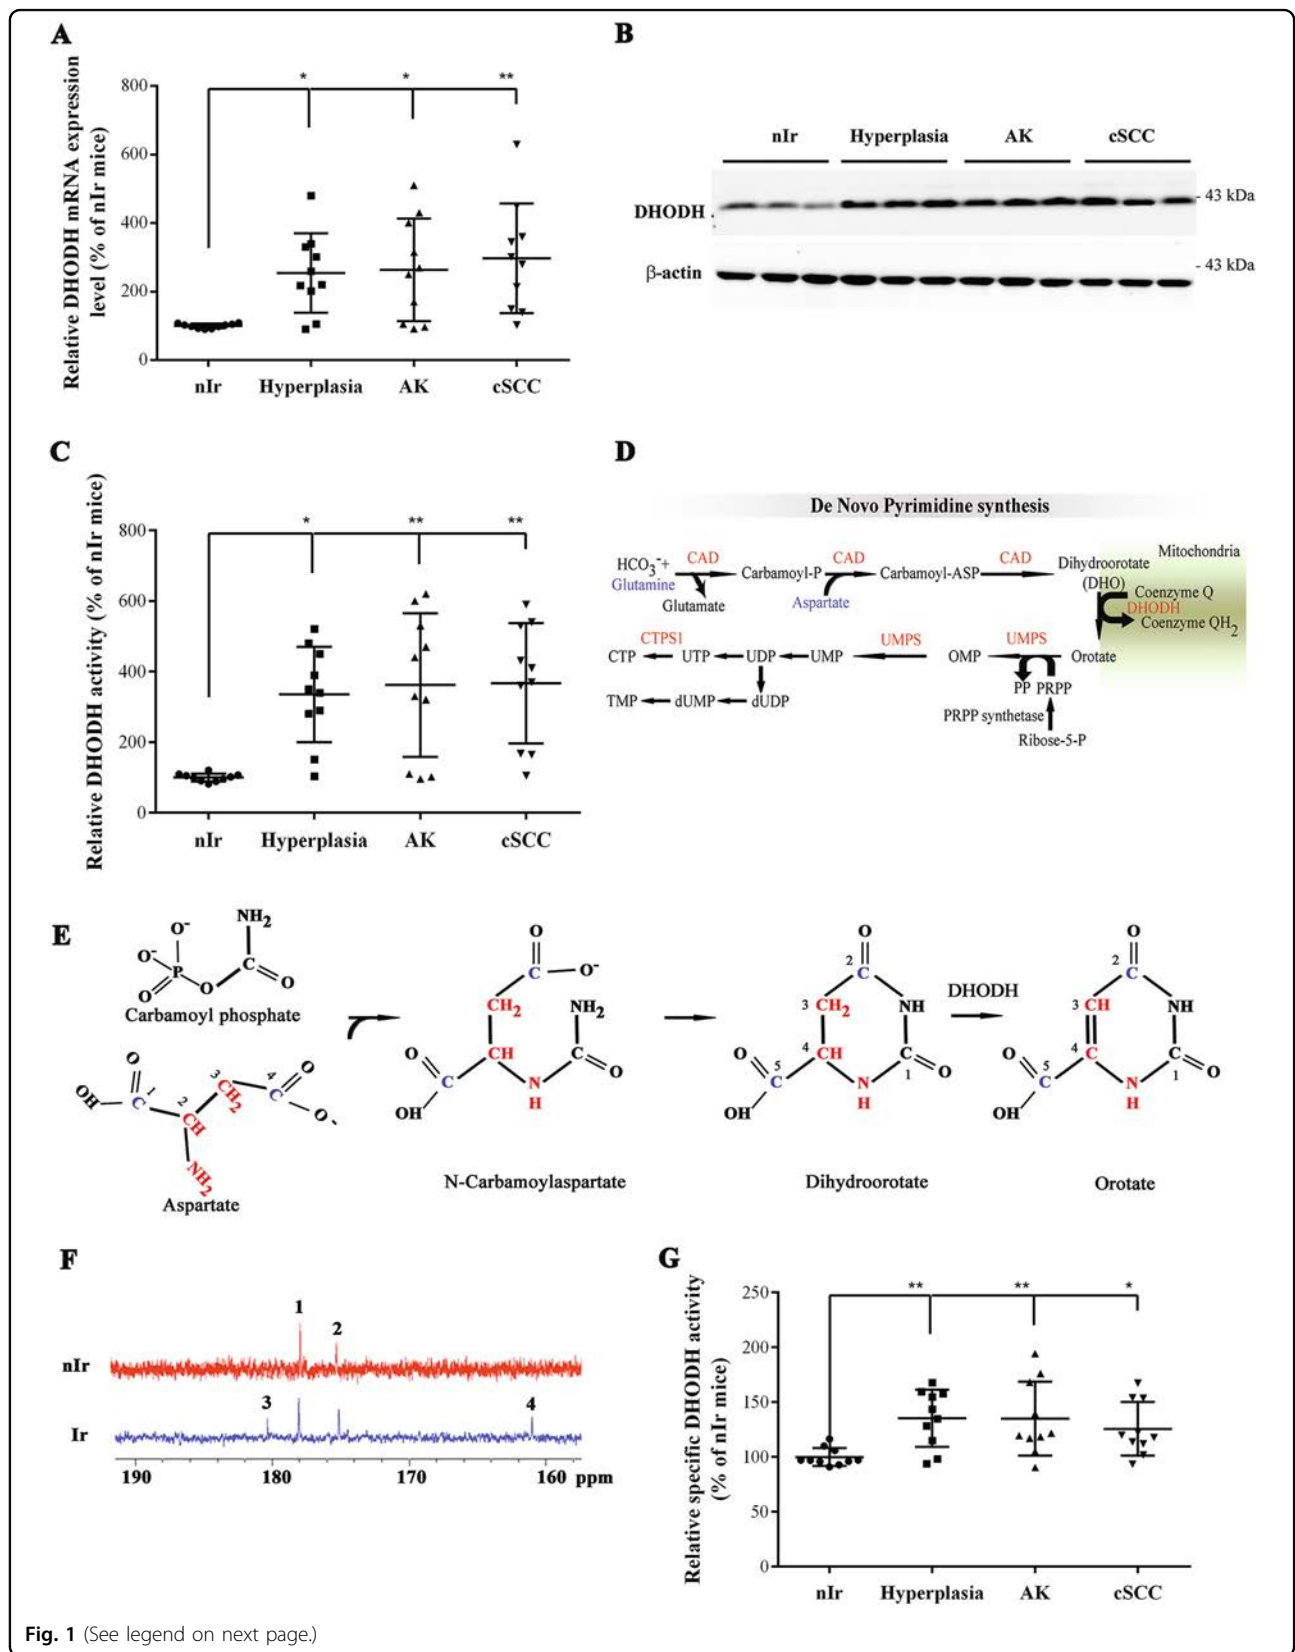 A
Relative DHODH mRNA expression
level (% of nIr mice)
800
600
400
200
0
* * **
nIr Hyperplasia AK cSCC
B
nIr Hyperplasia AK cSCC
DHODH
- 43 kDa
β-actin
- 43 kDa
C
Relative DHODH activity (% of nIr mice)
800
600
400
200
0
* ** **
nIr Hyperplasia AK cSCC
D
De Novo Pyrimidine synthesis
Mitochondria
HCO3-+
Glutamine
CAD
Glutamate
Carbamoyl-P
CAD
Aspartate
Carbamoyl-ASP
CAD
Dihydroorotate
(DHO)
Coenzyme Q
DHODH
Coenzyme QH2
CTP CTPS1 UTP UDP UMP UMPS OMP UMPS Orotate
PP PRPP
TMP dUMP dUDP
PRPP synthetase
Ribose-5-P
E
O- NH2
O- P C
O O O
Carbamoyl phosphate
O 3 4 O
OH C 1 2 CH2 C O-
CH
NH2
Aspartate
O
C O-
CH2 NH2
O CH C
C N O
OH H
N-Carbamoylaspartate
O
2 C
3 CH2 NH
O 4 CH C
5 C N 1 O
OH H
Dihydroorotate
DHODH
O
2 C
3 CH NH
O 4 C C
5 C N 1 O
OH H
Orotate
F
1
2
nIr
3 4
Ir
190 180 170 160 ppm
G
Relative specific DHODH activity
(% of nIr mice)
250
200
150
100
50
0
** ** *
nIr Hyperplasia AK cSCC
Fig. 1 (See legend on next page.)